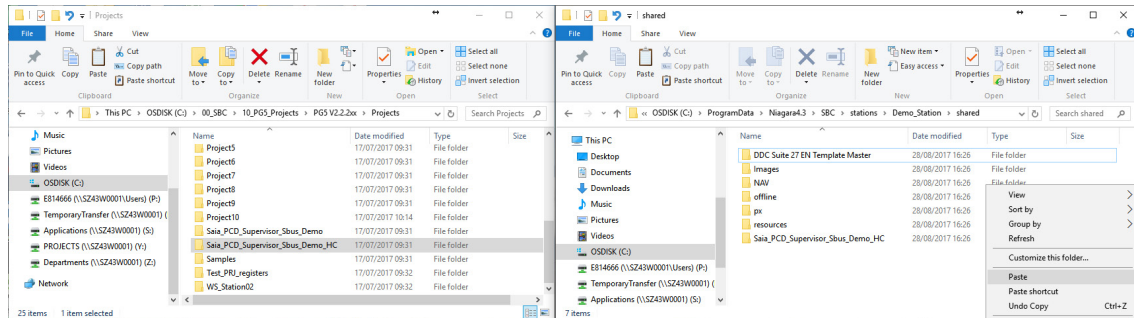 Projects
File Home Share View
Pin to Quick access
Copy
Paste
Cut
Copy path
Paste shortcut
Clipboard
Move to
Copy to
Delete
Rename
Organize
New folder
New
Properties
Open
Edit
History
Open
Select all
Select none
Invert selection
Select
This PC > OSDISK (C:) > 00_SBC > 10_PG5_Projects > PG5 V2.2.2xx > Projects
Search Projects
Music
Pictures
Videos
OSDISK (C:)
E814666 (\\SZ43W0001\Users) (P:)
TemporaryTransfer (\\SZ43W0001) (
Applications (\\SZ43W0001) (S:)
PROJECTS (\\SZ43W0001) (Y:)
Departments (\\SZ43W0001) (Z:)
Network
Name Date modified Type Size
Project5 17/07/2017 09:31 File folder
Project6 17/07/2017 09:31 File folder
Project7 17/07/2017 09:31 File folder
Project8 17/07/2017 09:31 File folder
Project9 17/07/2017 09:31 File folder
Project10 17/07/2017 10:14 File folder
Saia_PCD_Supervisor_Sbus_Demo 17/07/2017 09:31 File folder
Saia_PCD_Supervisor_Sbus_Demo_HC 17/07/2017 09:31 File folder
Samples 17/07/2017 09:31 File folder
Test_PRJ_registers 17/07/2017 09:32 File folder
WS_Station02 17/07/2017 09:32 File folder
25 items 1 item selected
shared
File Home Share View
Pin to Quick access
Copy
Paste
Cut
Copy path
Paste shortcut
Clipboard
Move to
Copy to
Delete
Rename
Organize
New folder
New item
Easy access
New
Properties
Open
Edit
History
Open
Select all
Select none
Invert selection
Select
« OSDISK (C:) > ProgramData > Niagara4.3 > SBC > stations > Demo_Station > shared
Search shared
This PC
Desktop
Documents
Downloads
Music
Pictures
Videos
OSDISK (C:)
E814666 (\\SZ43W0001\Users) (P:)
TemporaryTransfer (\\SZ43W0001) (
Applications (\\SZ43W0001) (S:)
Name Date modified Type Size
DDC Suite 27 EN Template Master 28/08/2017 16:26 File folder
Images 28/08/2017 16:26 File folder
NAV 28/08/2017 16:26 File folder
offline 28/08/2017 16:26
px 28/08/2017 16:26
resources 28/08/2017 16:26
Saia_PCD_Supervisor_Sbus_Demo_HC 28/08/2017 16:26
7 items
View
Sort by
Group by
Refresh
Customize this folder...
Paste
Paste shortcut
Undo Copy Ctrl+Z